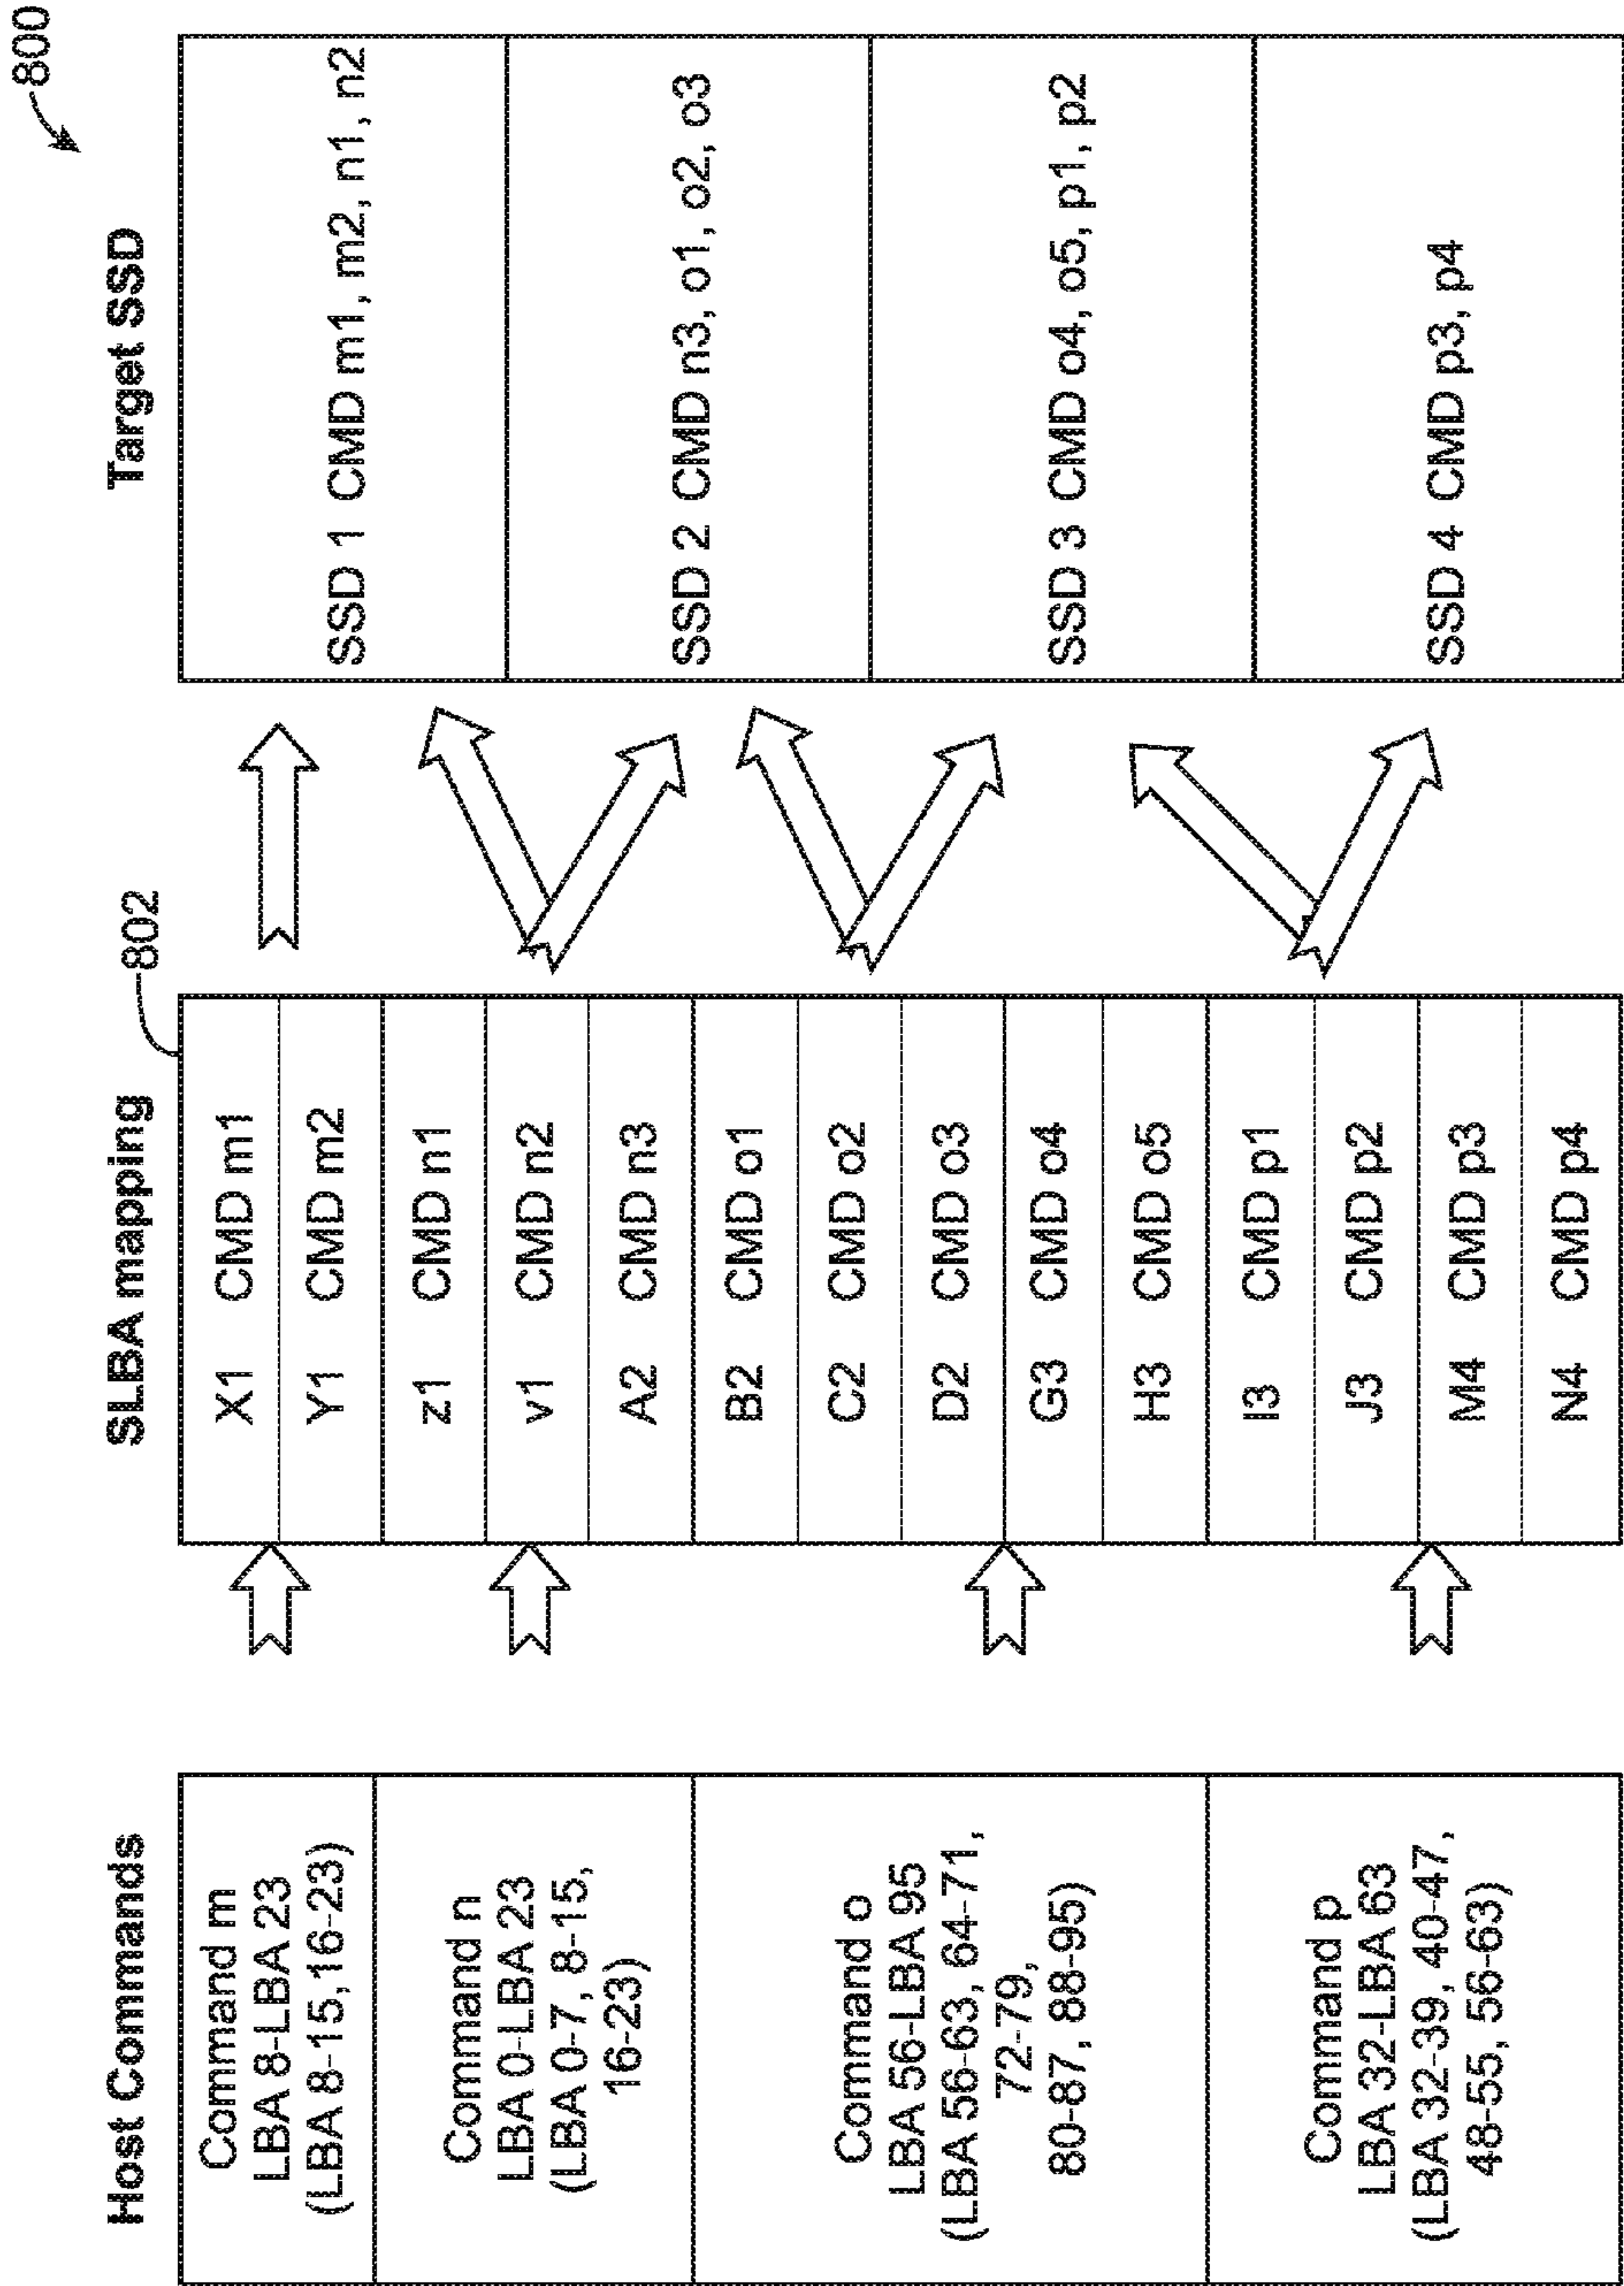 800
Host Commands
Command m
LBA 8-LBA 23
(LBA 8-15,16-23)
Command n
LBA 0-LBA 23
(LBA 0-7, 8-15,
16-23)
Command o
LBA 56-LBA 95
(LBA 56-63, 64-71,
72-79,
80-87, 88-95)
Command p
LBA 32-LBA 63
(LBA 32-39, 40-47,
48-55, 56-63)
SLBA mapping
802
X1 CMD m1
Y1 CMD m2
z1 CMD n1
v1 CMD n2
A2 CMD n3
B2 CMD o1
C2 CMD o2
D2 CMD o3
G3 CMD o4
H3 CMD o5
I3 CMD p1
J3 CMD p2
M4 CMD p3
N4 CMD p4
Target SSD
SSD 1 CMD m1, m2, n1, n2
SSD 2 CMD n3, o1, o2, o3
SSD 3 CMD o4, o5, p1, p2
SSD 4 CMD p3, p4